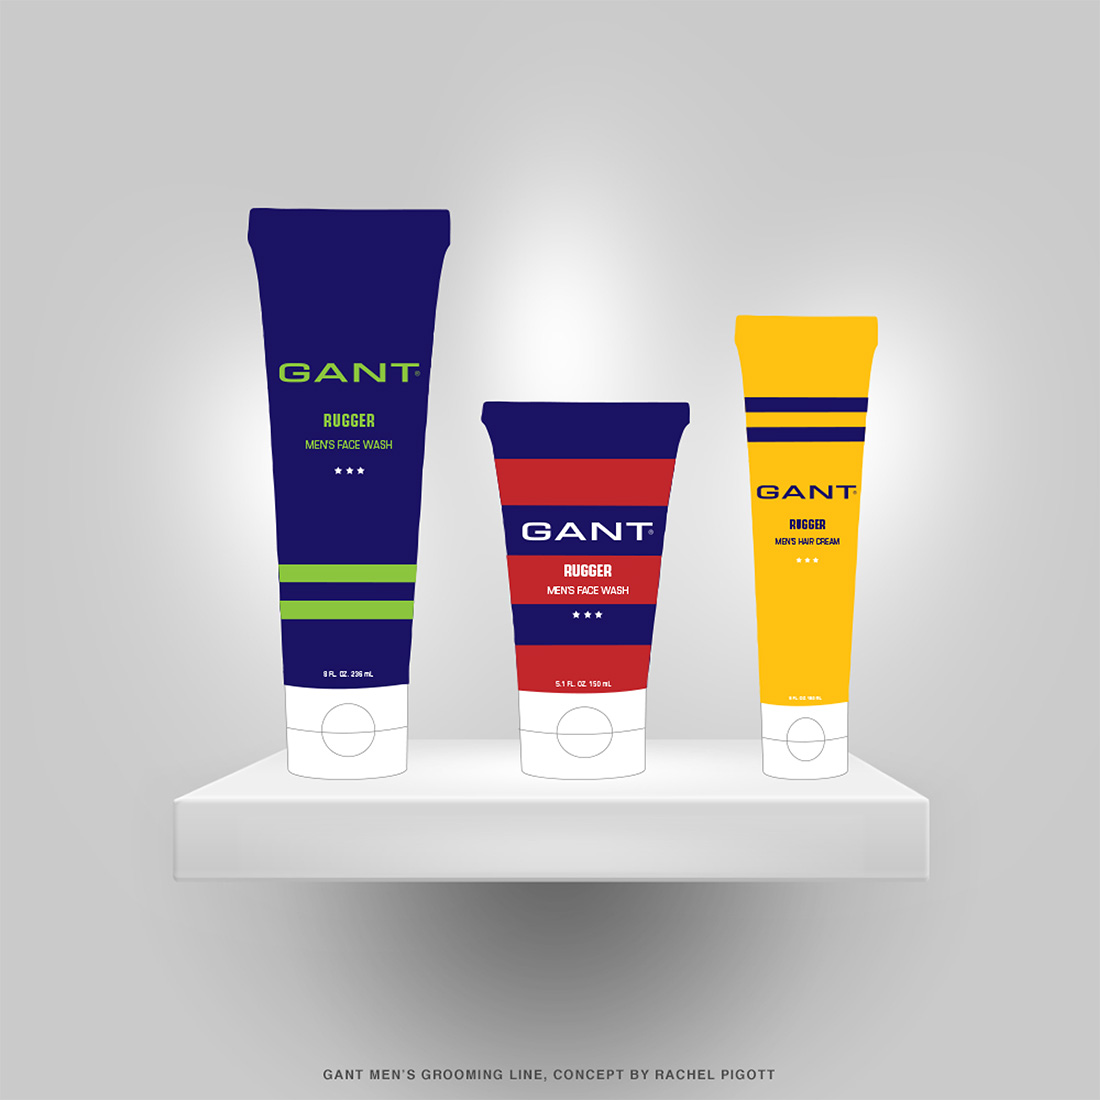 GANT®
RUGGER
MEN'S FACE WASH
8 FL. OZ. 236 mL
GANT®
RUGGER
MEN'S FACE WASH
5.1 FL. OZ. 150 mL
GANT®
RUGGER
MEN'S HAIR CREAM
GANT MEN'S GROOMING LINE, CONCEPT BY RACHEL PIGOTT